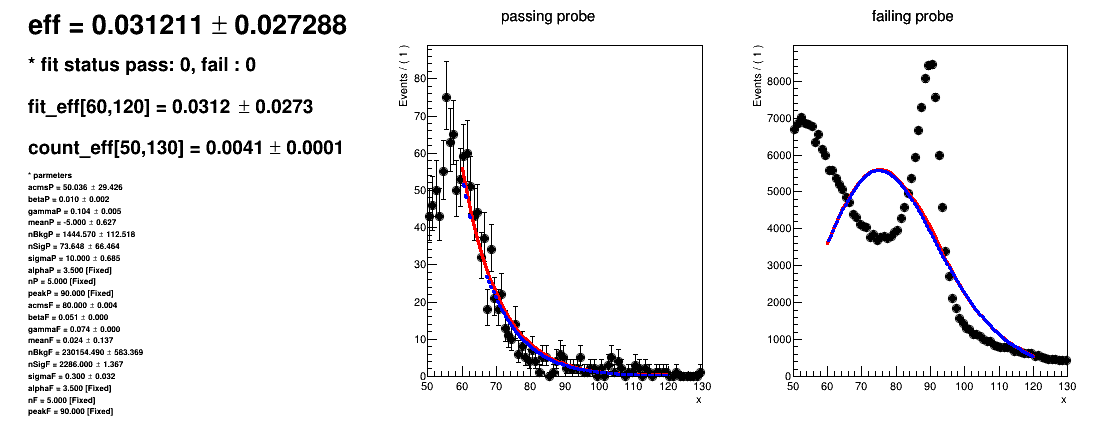 eff = 0.031211 ± 0.027288
* fit status pass: 0, fail : 0
fit_eff[60,120] = 0.0312 ± 0.0273
count_eff[50,130] = 0.0041 ± 0.0001
* parmeters
acmsP = 50.036 ± 29.426
betaP = 0.010 ± 0.002
gammaP = 0.104 ± 0.005
meanP = -5.000 ± 0.627
nBkgP = 1444.570 ± 112.518
nSigP = 73.648 ± 66.464
sigmaP = 10.000 ± 0.685
alphaP = 3.500 [Fixed]
nP = 5.000 [Fixed]
peakP = 90.000 [Fixed]
acmsF = 80.000 ± 0.004
betaF = 0.051 ± 0.000
gammaF = 0.074 ± 0.000
meanF = 0.024 ± 0.137
nBkgF = 230154.490 ± 583.369
nSigF = 2286.000 ± 1.367
sigmaF = 0.300 ± 0.032
alphaF = 3.500 [Fixed]
nF = 5.000 [Fixed]
peakF = 90.000 [Fixed]
passing probe
Events / ( 1 )
80
70
60
50
40
30
20
10
0
50 60 70 80 90 100 110 120 130
x
failing probe
Events / ( 1 )
8000
7000
6000
5000
4000
3000
2000
1000
0
50 60 70 80 90 100 110 120 130
x